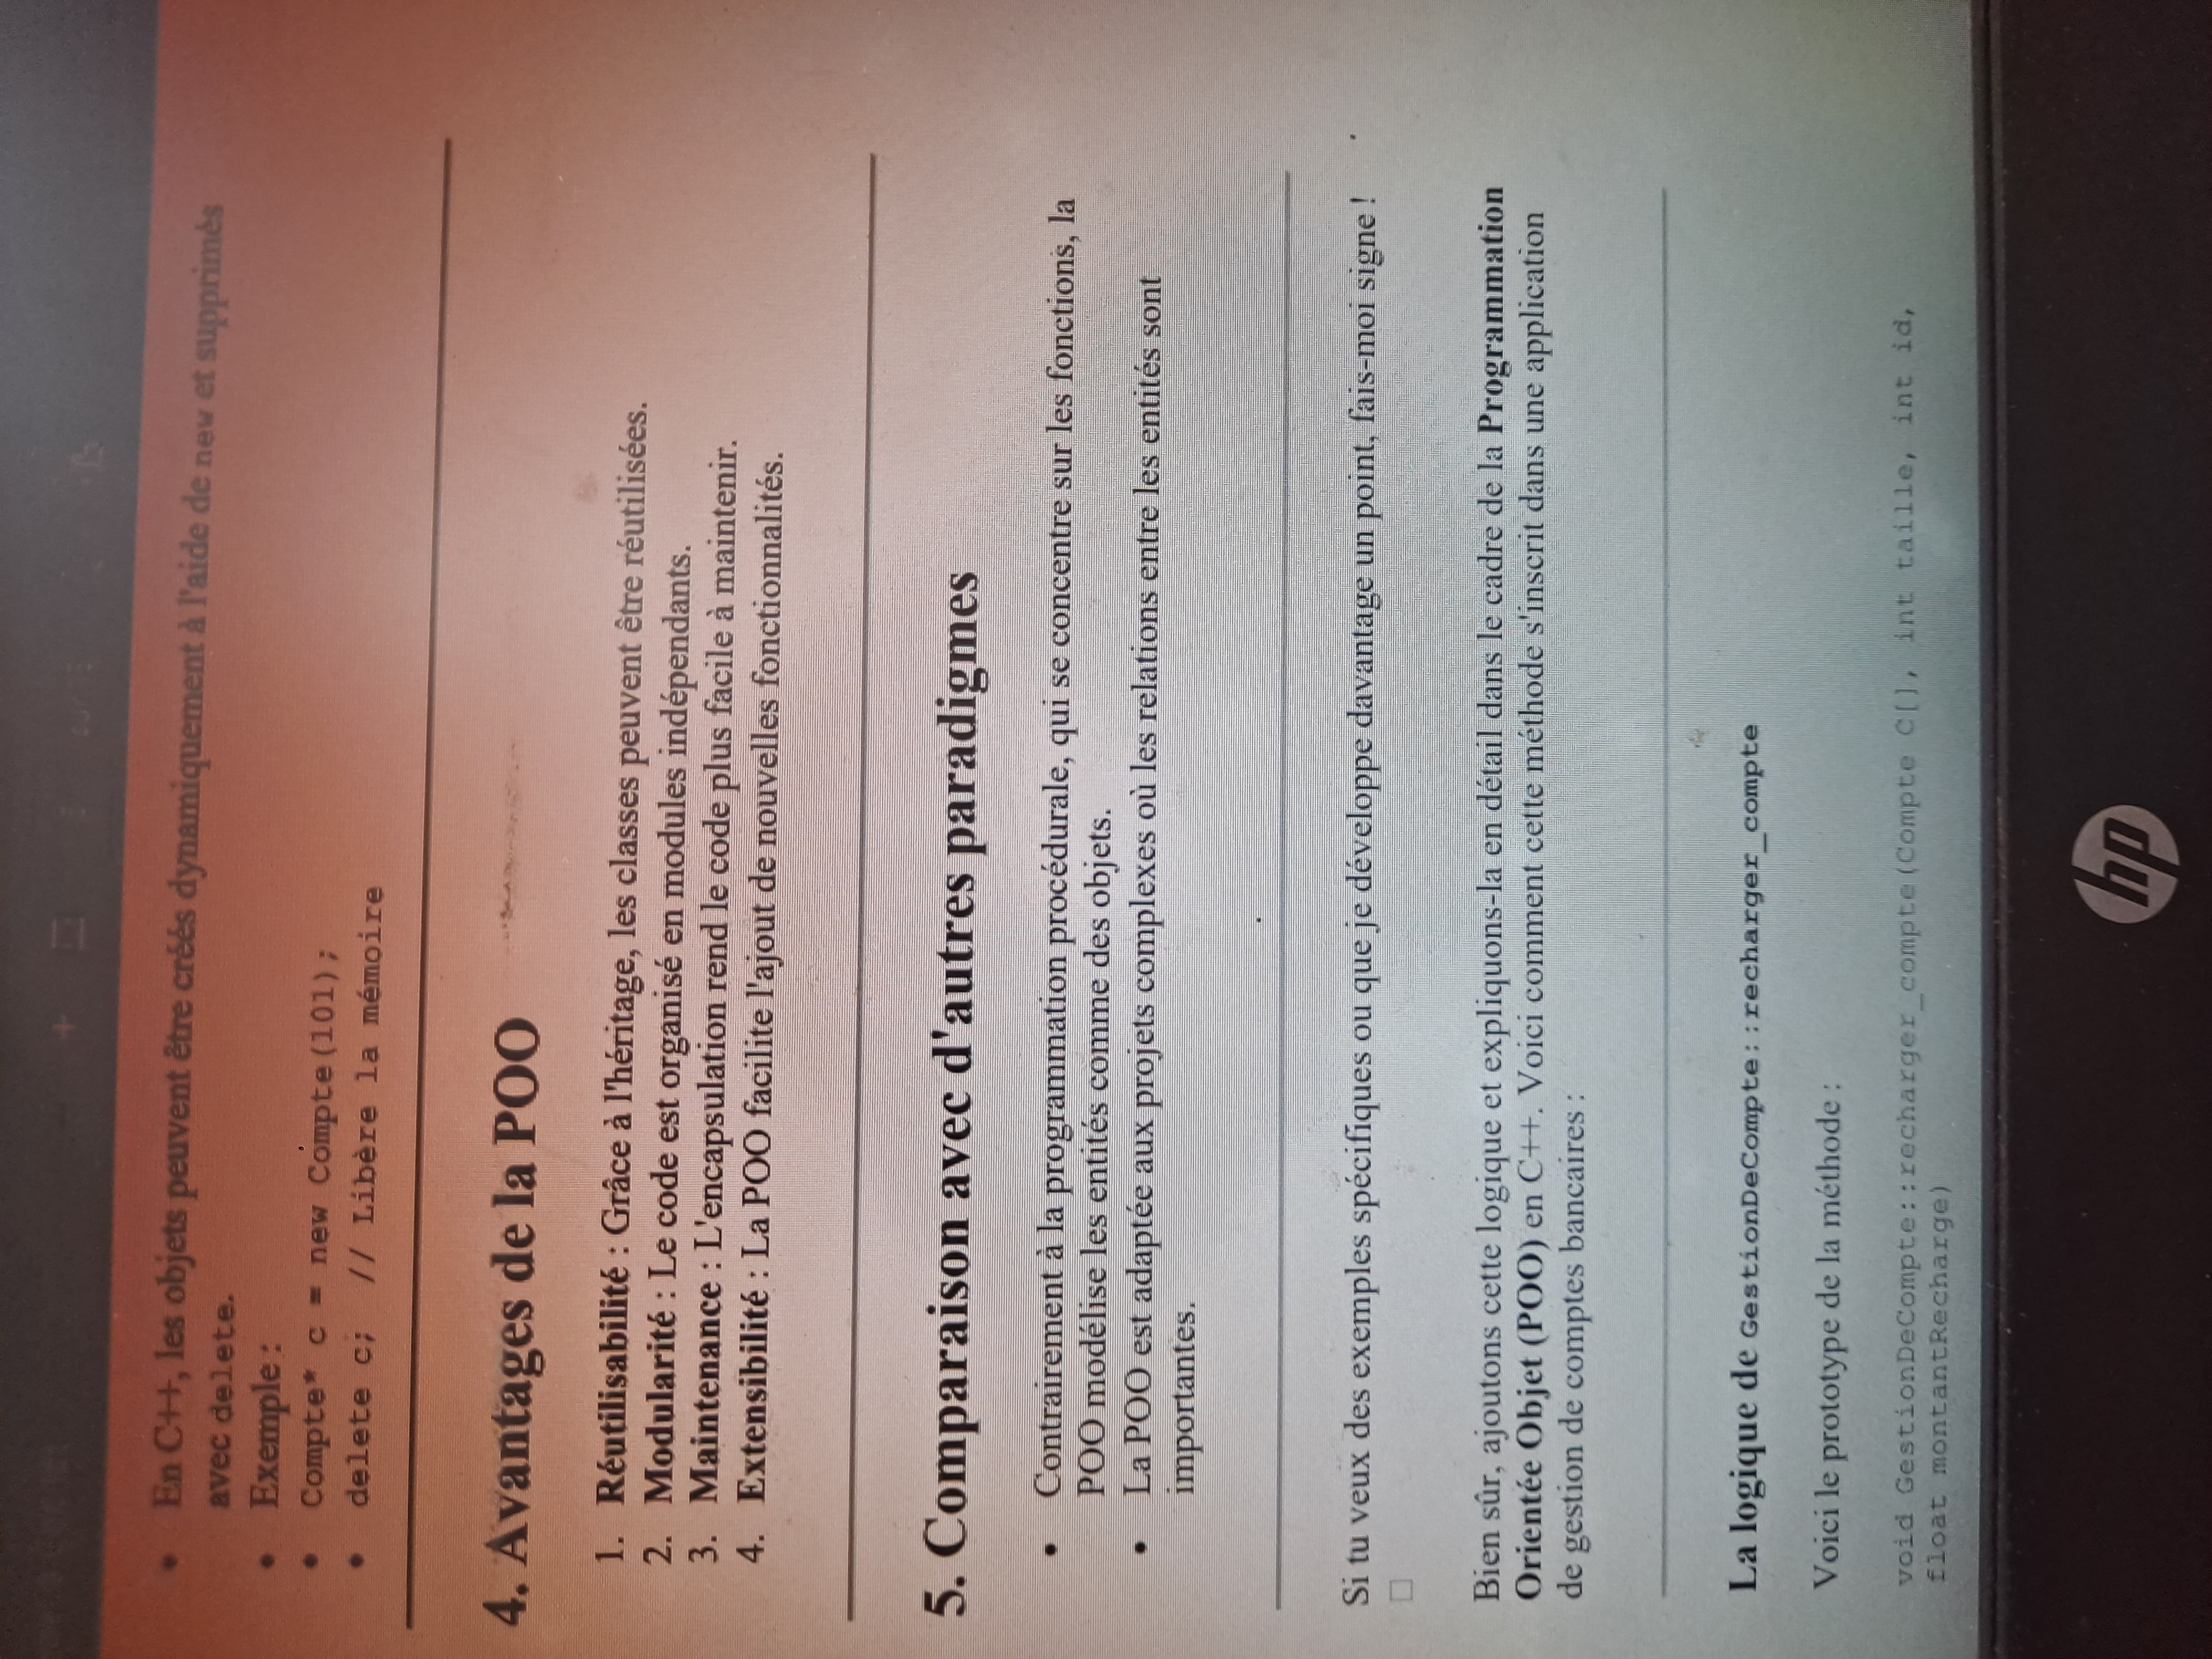 • En C++, les objets peuvent être créés dynamiquement à l'aide de new et supprimés
avec delete.
• Exemple :
• Compte* c = new Compte(101);
• delete c;  // Libère la mémoire
4. Avantages de la POO
1. Réutilisabilité : Grâce à l'héritage, les classes peuvent être réutilisées.
2. Modularité : Le code est organisé en modules indépendants.
3. Maintenance : L'encapsulation rend le code plus facile à maintenir.
4. Extensibilité : La POO facilite l'ajout de nouvelles fonctionnalités.
5. Comparaison avec d'autres paradigmes
• Contrairement à la programmation procédurale, qui se concentre sur les fonctions, la
POO modélise les entités comme des objets.
• La POO est adaptée aux projets complexes où les relations entre les entités sont
importantes.
Si tu veux des exemples spécifiques ou que je développe davantage un point, fais-moi signe !
□
Bien sûr, ajoutons cette logique et expliquons-la en détail dans le cadre de la Programmation
Orientée Objet (POO) en C++. Voici comment cette méthode s'inscrit dans une application
de gestion de comptes bancaires :
La logique de GestionDeCompte::recharger_compte
Voici le prototype de la méthode :
void GestionDeCompte::recharger_compte(Compte C[], int taille, int id,
float montantRecharge)
hp